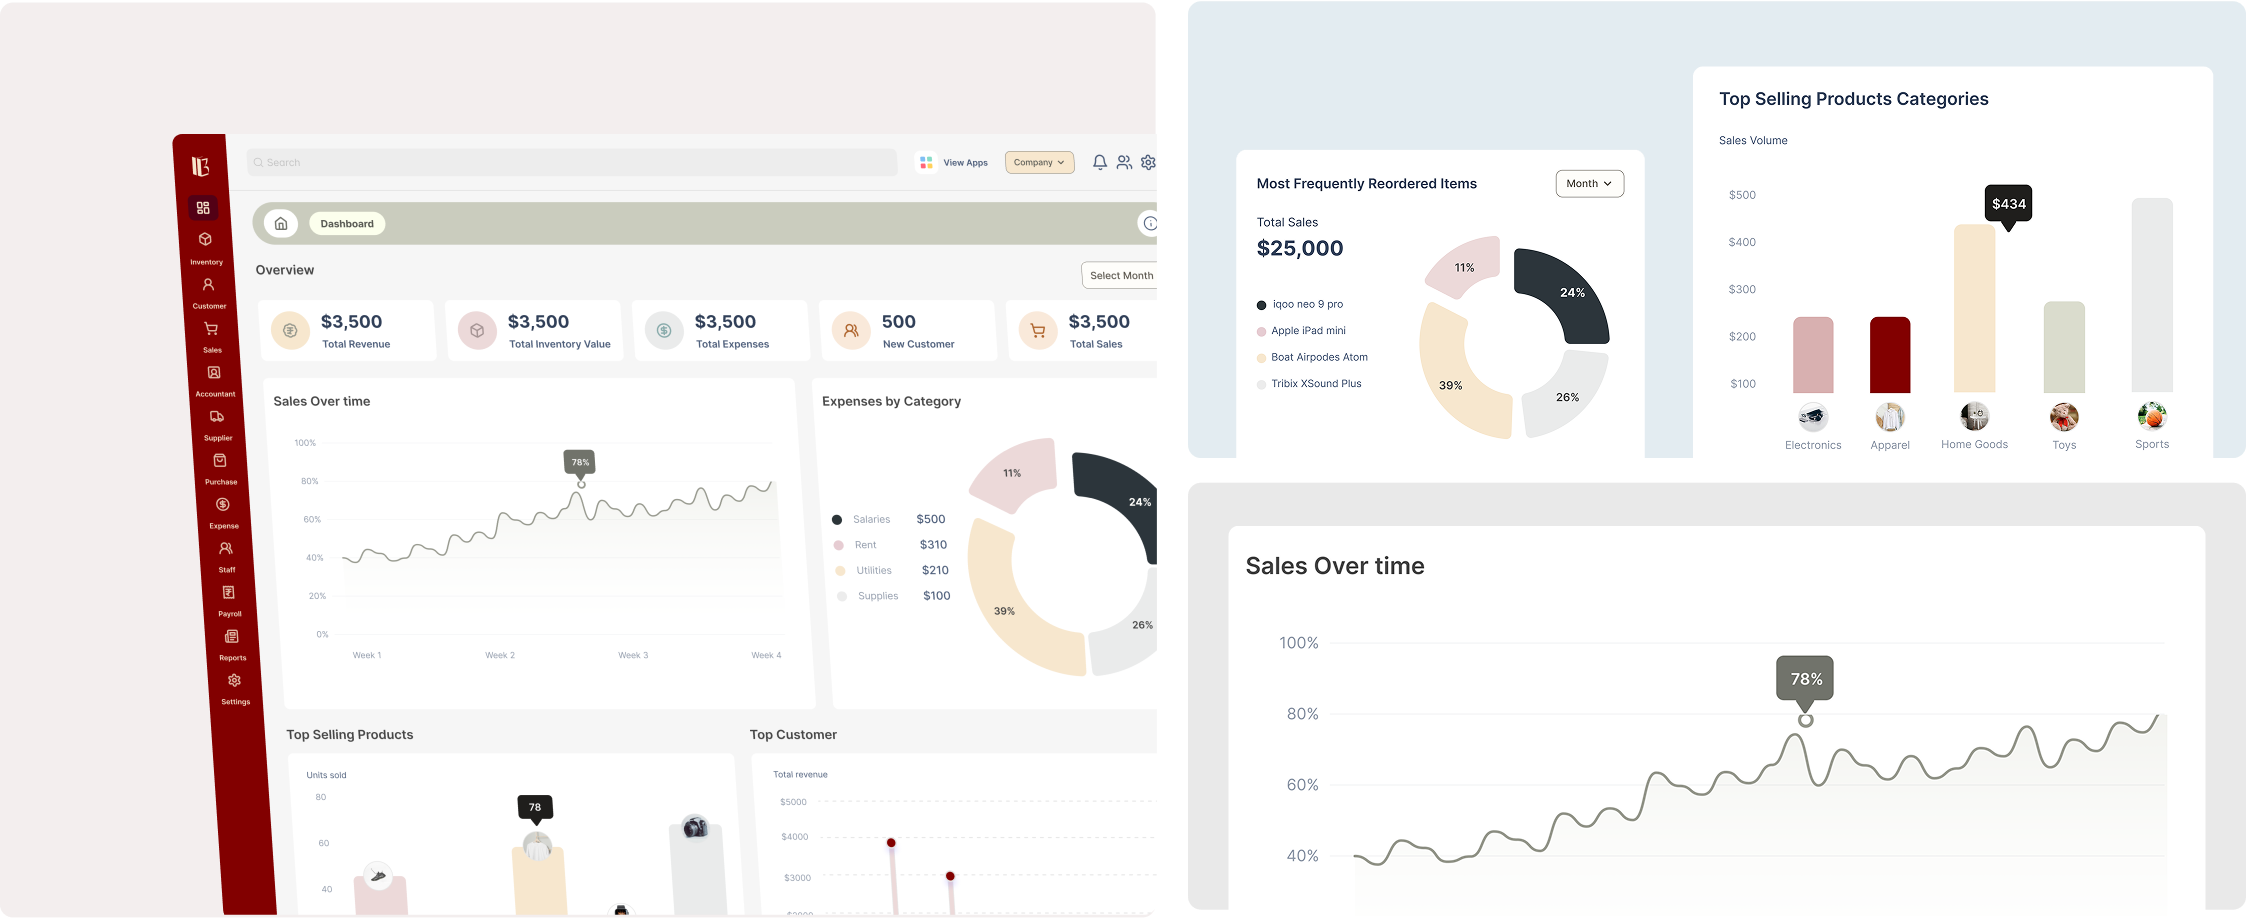 Search
View Apps
Company
Dashboard
Overview
Select Month
$3,500
Total Revenue
$3,500
Total Inventory Value
$3,500
Total Expenses
500
New Customer
$3,500
Total Sales
Inventory
Customer
Sales
Accountant
Supplier
Purchase
Expense
Staff
Payroll
Reports
Settings
Sales Over time
100%
80%
60%
40%
20%
0%
78%
Week 1
Week 2
Week 3
Week 4
Expenses by Category
Salaries $500
Rent $310
Utilities $210
Supplies $100
11%
24%
39%
26%
Top Selling Products
Units sold
80
60
40
78
Top Customer
Total revenue
$5000
$4000
$3000
Most Frequently Reordered Items
Month
Total Sales
$25,000
iqoo neo 9 pro
Apple iPad mini
Boat Airpodes Atom
Tribix XSound Plus
11%
24%
39%
26%
Top Selling Products Categories
Sales Volume
$500
$400
$300
$200
$100
$434
Electronics
Apparel
Home Goods
Toys
Sports
Sales Over time
100%
80%
60%
40%
78%